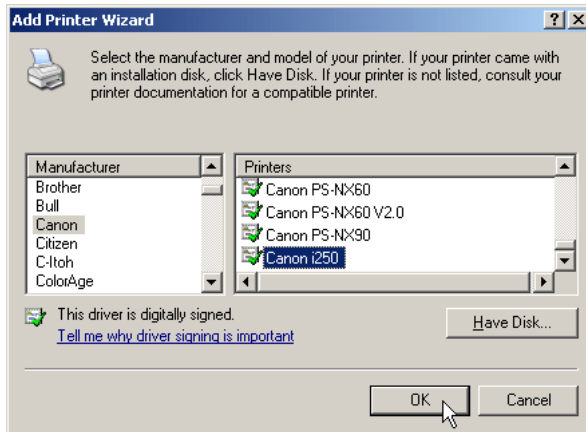 Add Printer Wizard
Select the manufacturer and model of your printer. If your printer came with
an installation disk, click Have Disk. If your printer is not listed, consult your
printer documentation for a compatible printer.
Manufacturer
Brother
Bull
Canon
Citizen
C-Itoh
ColorAge
Printers
Canon PS-NX60
Canon PS-NX60 V2.0
Canon PS-NX90
Canon i250
This driver is digitally signed.
Tell me why driver signing is important
Have Disk...
OK
Cancel